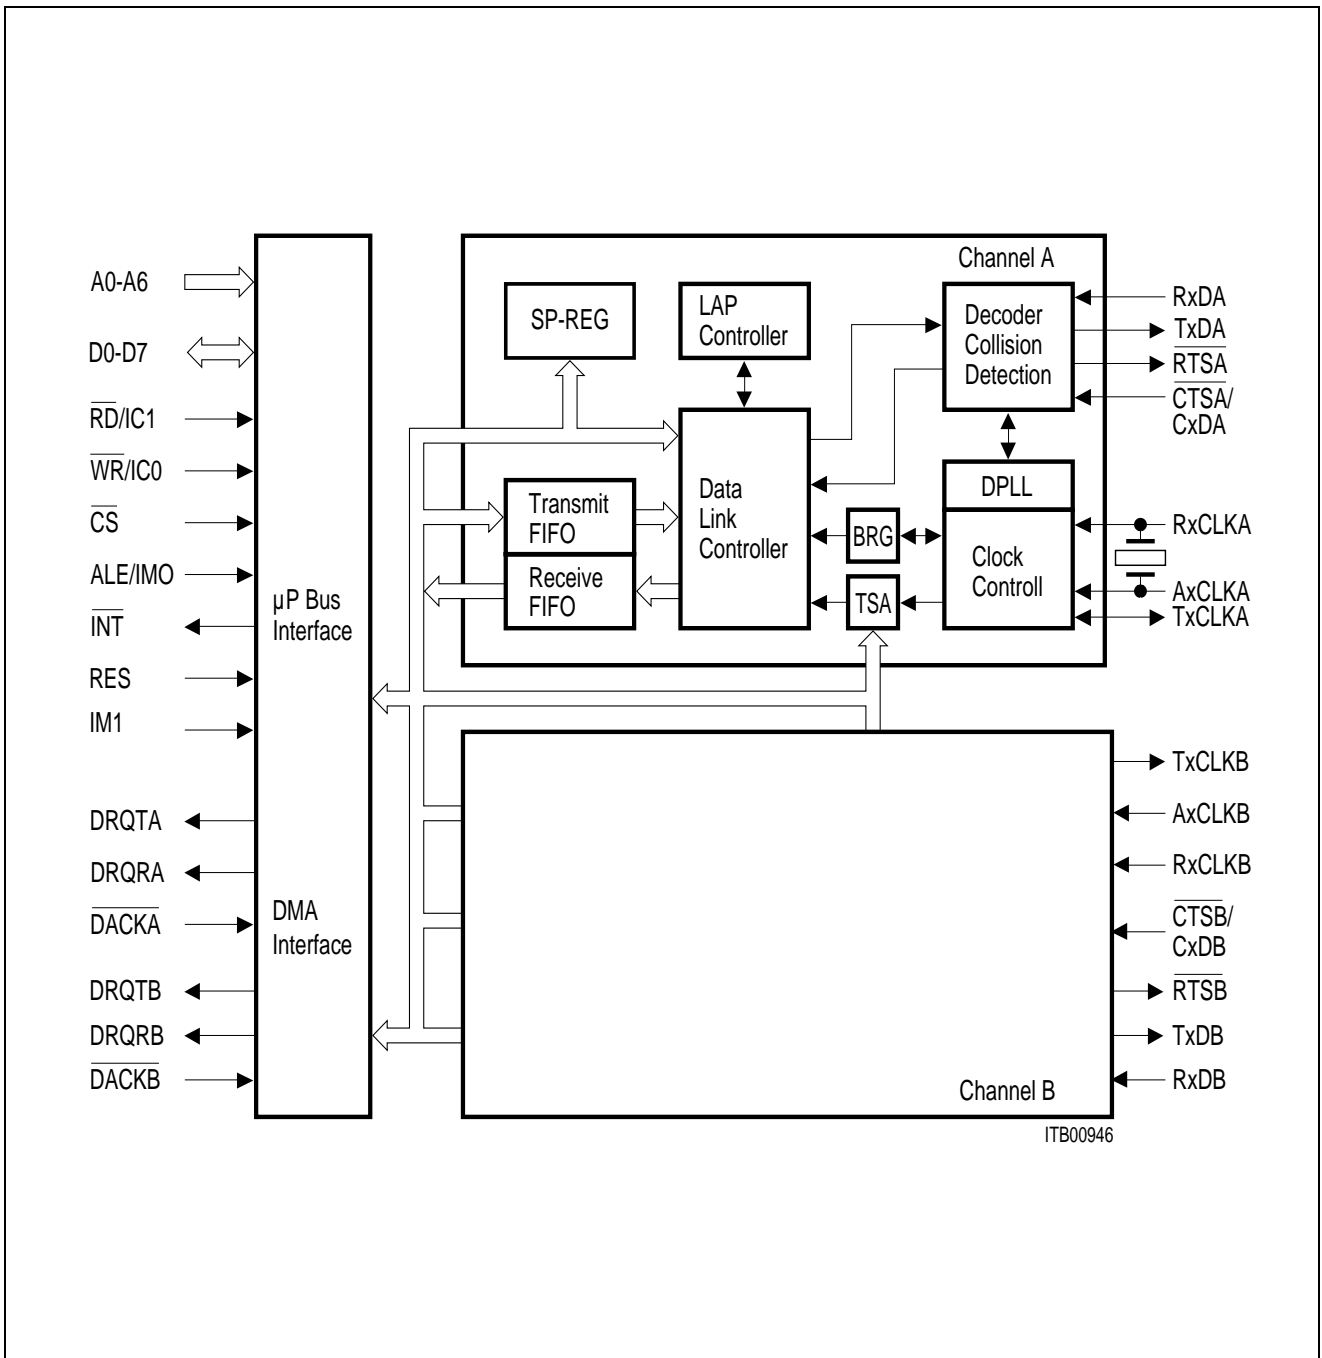 A0-A6
D0-D7
RD/IC1
WR/IC0
CS
ALE/IMO
INT
RES
IM1
DRQTA
DRQRA
DACKA
DRQTB
DRQRB
DACKB
µP Bus
Interface
DMA
Interface
Channel A
SP-REG
LAP
Controller
Decoder
Collision
Detection
Transmit
FIFO
Receive
FIFO
Data
Link
Controller
BRG
TSA
DPLL
Clock
Controll
RxDA
TxDA
RTSA
CTSA/
CxDA
RxCLKA
AxCLKA
TxCLKA
TxCLKB
AxCLKB
RxCLKB
CTSB/
CxDB
RTSB
TxDB
RxDB
Channel B
ITB00946